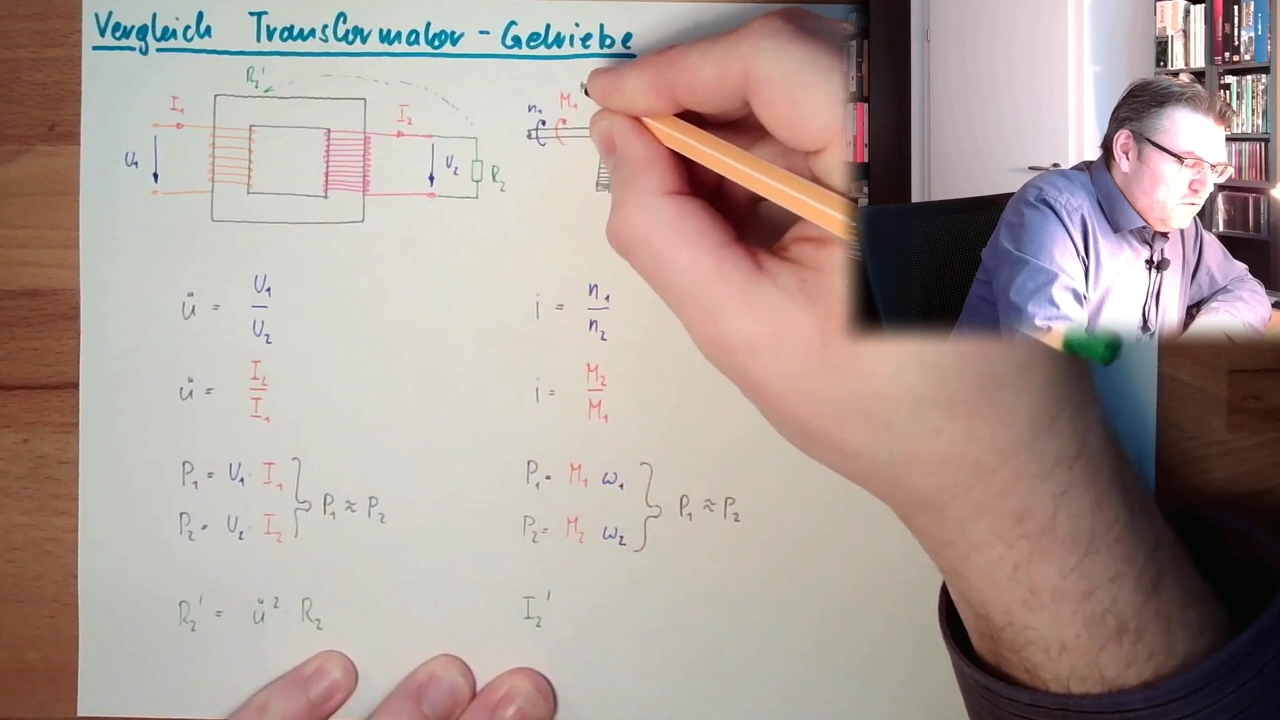 Vergleich Transformator - Getriebe
R₂'
I₁ I₂
U₁ U₂ R₂
n₁ M₁
ü = U₁/U₂ i = n₁/n₂
ü = I₂/I₁ i = M₂/M₁
P₁ = U₁ · I₁
P₂ = U₂ · I₂
P₁ ≈ P₂
P₁ = M₁ ω₁
P₂ = M₂ ω₂
P₁ ≈ P₂
R₂' = ü² R₂ I₂'